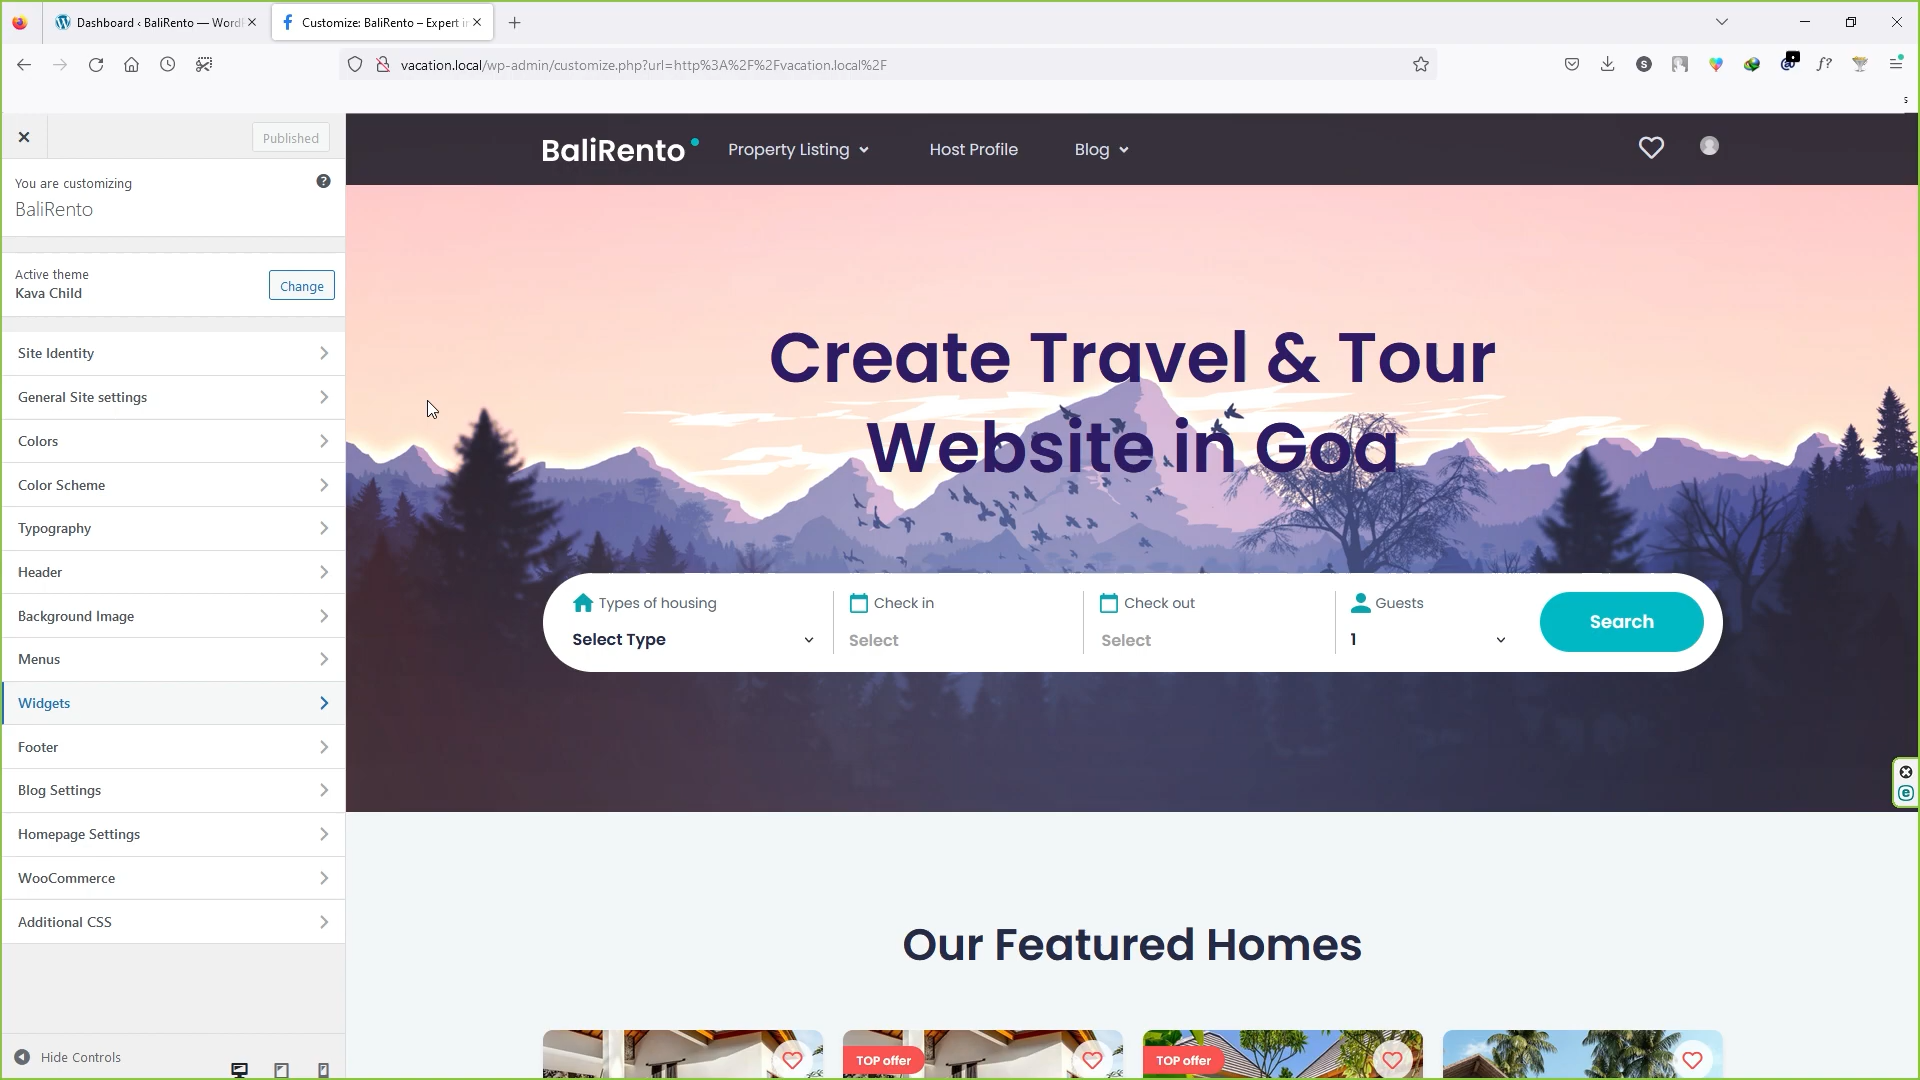 Dashboard ‹ BaliRento — Word
Customize: BaliRento – Expert in
vacation.local/wp-admin/customize.php?url=http%3A%2F%2Fvacation.local%2F
S
f?
s
Published
You are customizing
BaliRento
Active theme
Kava Child
Change
Site Identity
General Site settings
Colors
Color Scheme
Typography
Header
Background Image
Menus
Widgets
Footer
Blog Settings
Homepage Settings
WooCommerce
Additional CSS
Hide Controls
BaliRento
Property Listing
Host Profile
Blog
Create Travel & Tour
Website in Goa
Types of housing
Select Type
Check in
Select
Check out
Select
Guests
1
Search
Our Featured Homes
TOP offer
TOP offer